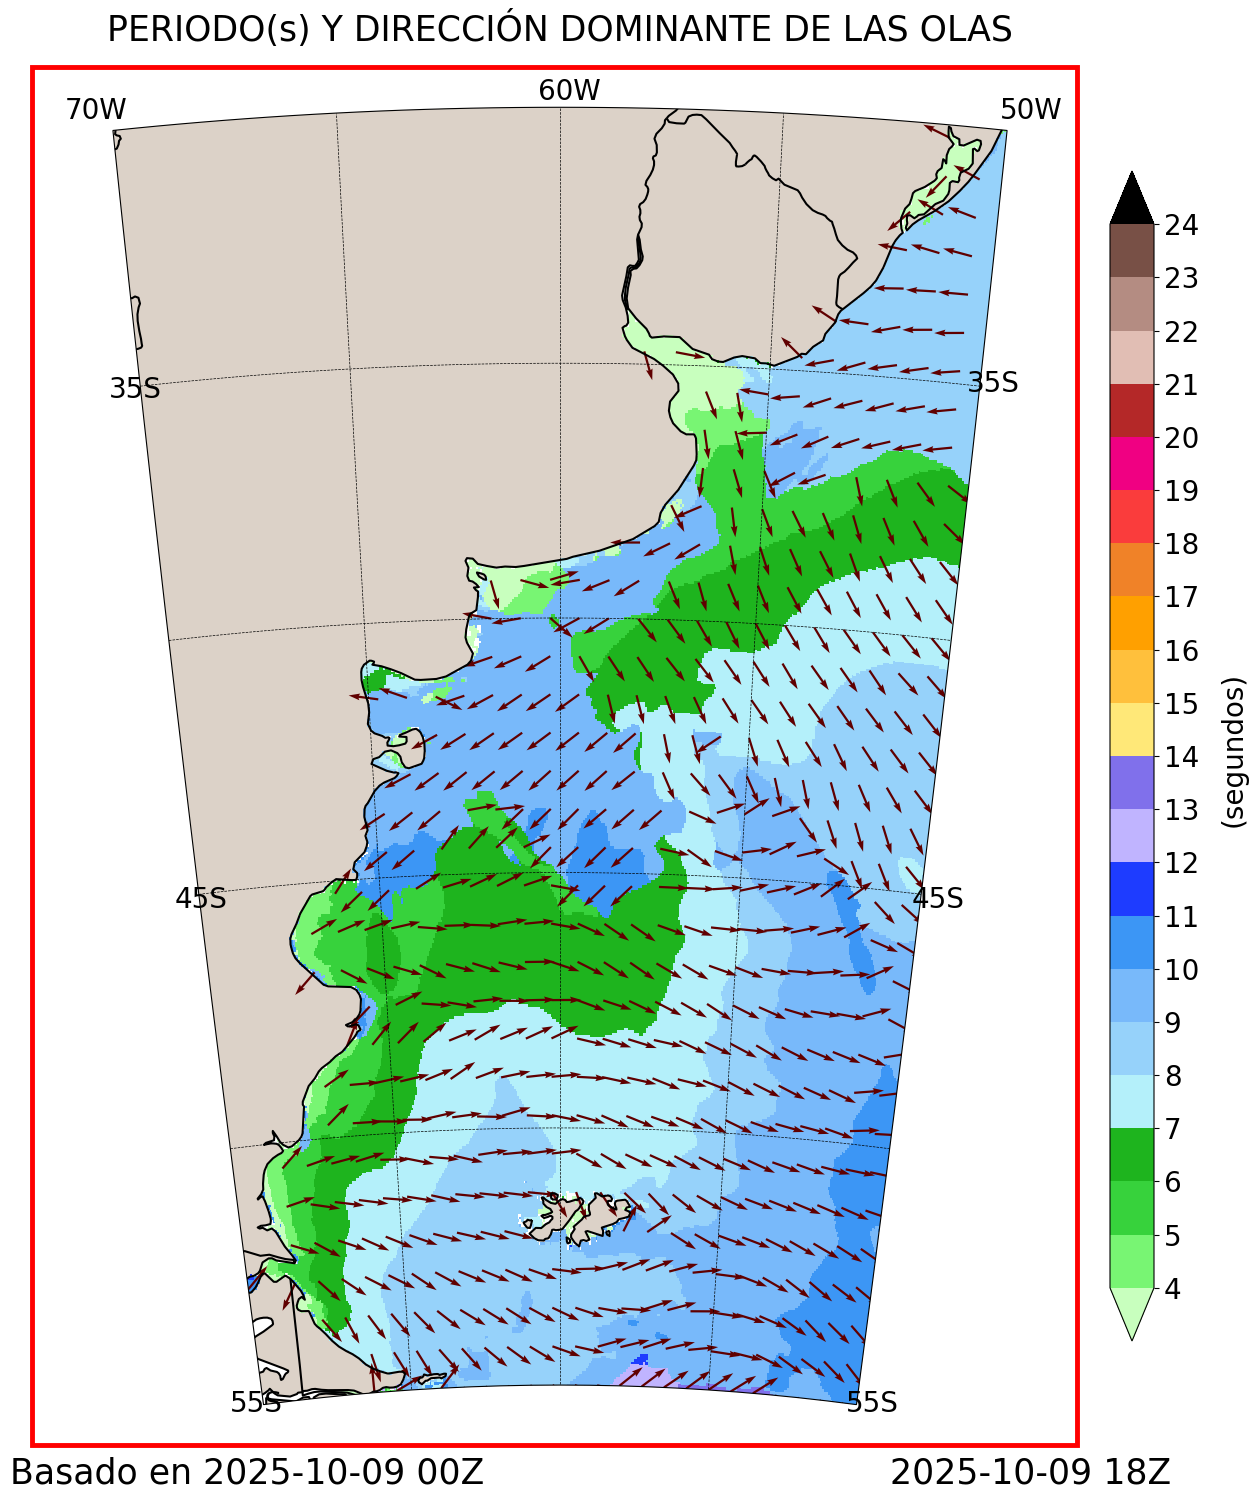 PERIODO(s) Y DIRECCIÓN DOMINANTE DE LAS OLAS
70W
60W
50W
35S
35S
45S
45S
55S
55S
24
23
22
21
20
19
18
17
16
15
14
13
12
11
10
9
8
7
6
5
4
(segundos)
Basado en 2025-10-09 00Z
2025-10-09 18Z